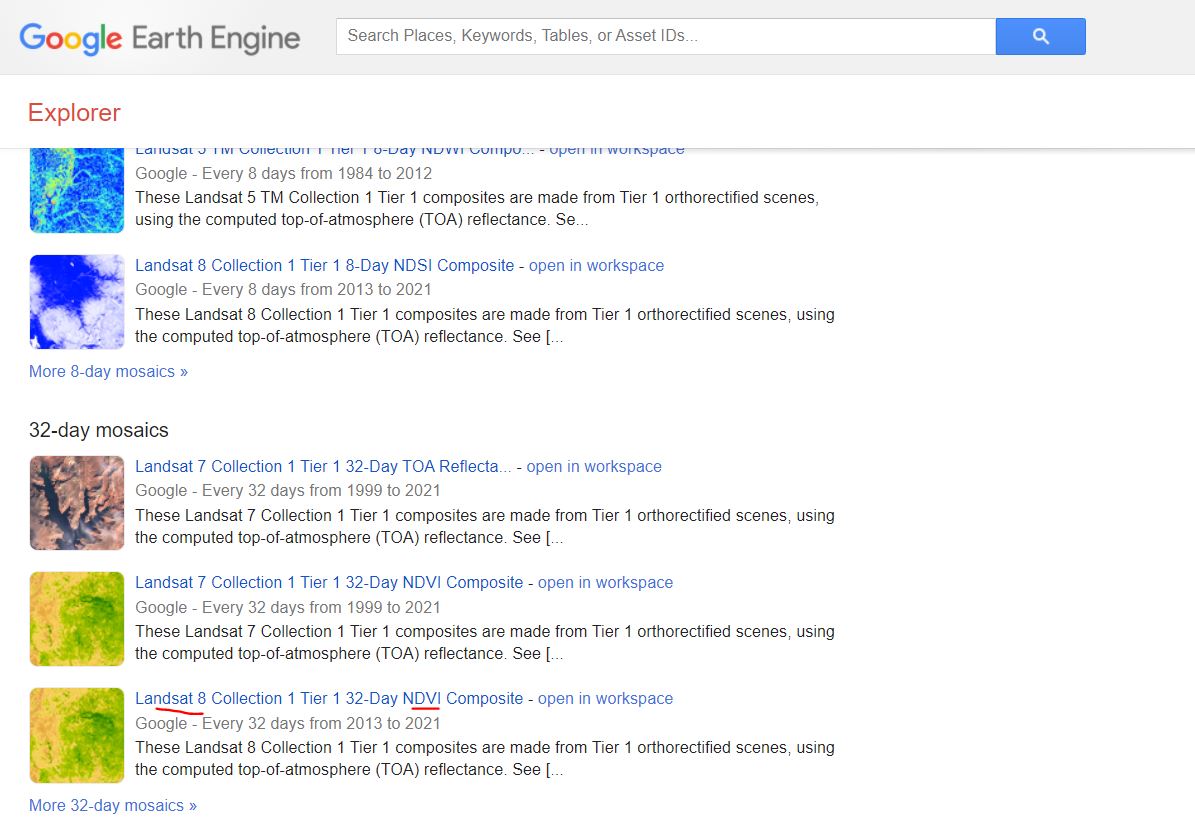 Google Earth Engine
Search Places, Keywords, Tables, or Asset IDs...
Explorer
Landsat 5 TM Collection 1 Tier 1 8-Day NDWI Compo... - open in workspace
Google - Every 8 days from 1984 to 2012
These Landsat 5 TM Collection 1 Tier 1 composites are made from Tier 1 orthorectified scenes,
using the computed top-of-atmosphere (TOA) reflectance. Se...
Landsat 8 Collection 1 Tier 1 8-Day NDSI Composite - open in workspace
Google - Every 8 days from 2013 to 2021
These Landsat 8 Collection 1 Tier 1 composites are made from Tier 1 orthorectified scenes, using
the computed top-of-atmosphere (TOA) reflectance. See [...
More 8-day mosaics »
32-day mosaics
Landsat 7 Collection 1 Tier 1 32-Day TOA Reflecta... - open in workspace
Google - Every 32 days from 1999 to 2021
These Landsat 7 Collection 1 Tier 1 composites are made from Tier 1 orthorectified scenes, using
the computed top-of-atmosphere (TOA) reflectance. See [...
Landsat 7 Collection 1 Tier 1 32-Day NDVI Composite - open in workspace
Google - Every 32 days from 1999 to 2021
These Landsat 7 Collection 1 Tier 1 composites are made from Tier 1 orthorectified scenes, using
the computed top-of-atmosphere (TOA) reflectance. See [...
Landsat 8 Collection 1 Tier 1 32-Day NDVI Composite - open in workspace
Google - Every 32 days from 2013 to 2021
These Landsat 8 Collection 1 Tier 1 composites are made from Tier 1 orthorectified scenes, using
the computed top-of-atmosphere (TOA) reflectance. See [...
More 32-day mosaics »